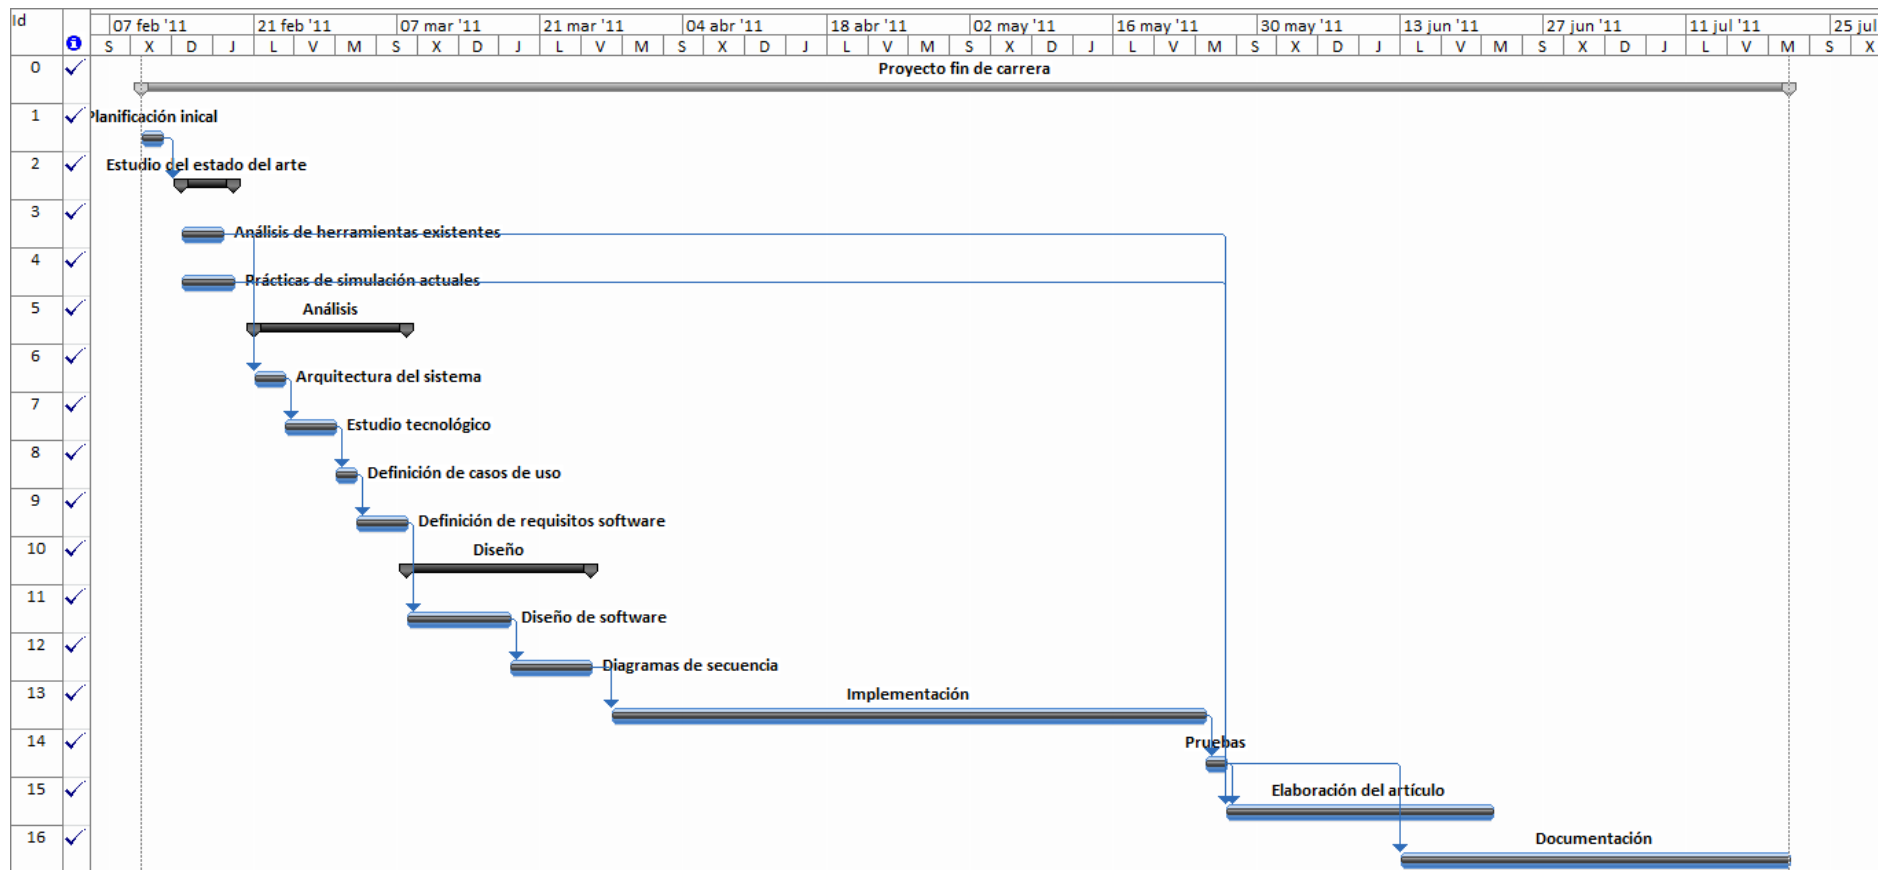 Id
07 feb '11 21 feb '11 07 mar '11 21 mar '11 04 abr '11 18 abr '11 02 may '11 16 may '11 30 may '11 13 jun '11 27 jun '11 11 jul '11 25 jul
S X D J L V M S X D J L V M S X D J L V M S X D J L V M S X D J L V M S X D J L V M S X
0 Proyecto fin de carrera
1 Planificación inical
2 Estudio del estado del arte
3 Análisis de herramientas existentes
4 Prácticas de simulación actuales
5 Análisis
6 Arquitectura del sistema
7 Estudio tecnológico
8 Definición de casos de uso
9 Definición de requisitos software
10 Diseño
11 Diseño de software
12 Diagramas de secuencia
13 Implementación
14 Pruebas
15 Elaboración del artículo
16 Documentación